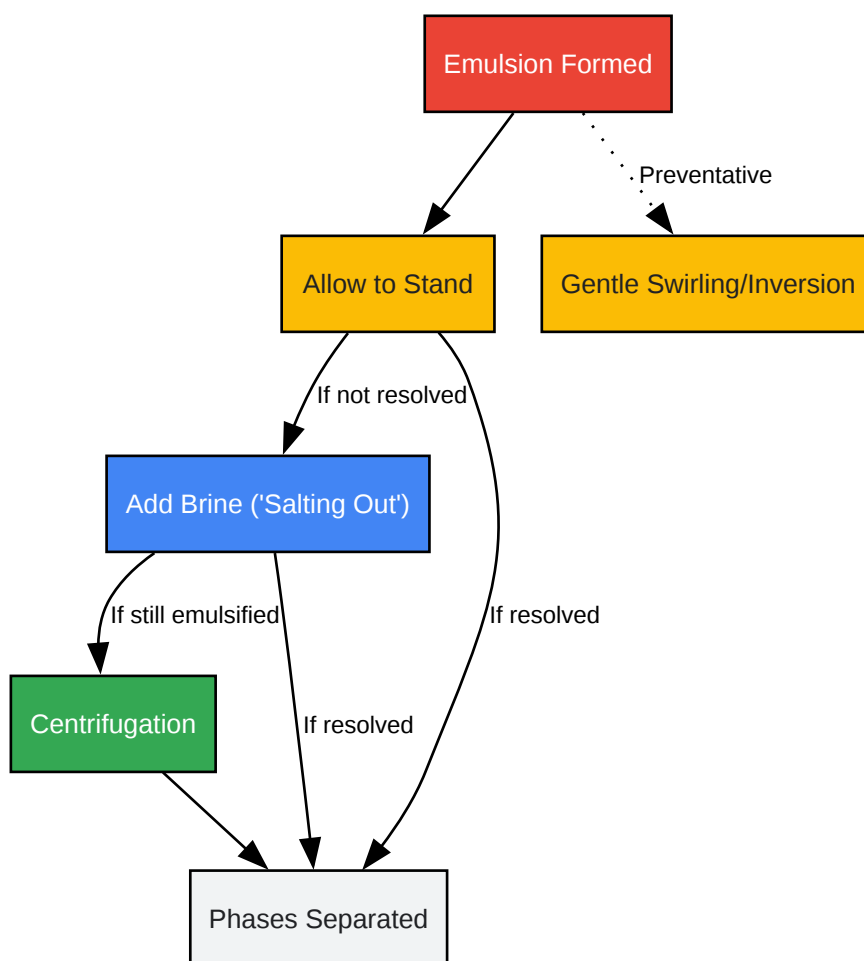 Emulsion Formed
Preventative
Allow to Stand
Gentle Swirling/Inversion
If not resolved
Add Brine ('Salting Out')
If still emulsified
If resolved
Centrifugation
If resolved
Phases Separated